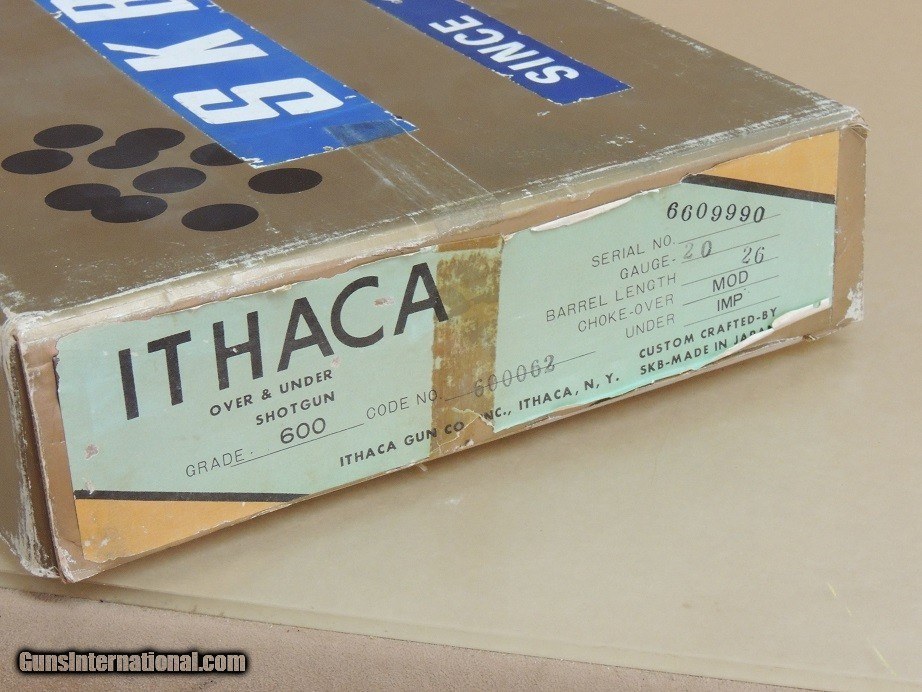 SKB
SINCE
ITHACA
OVER & UNDER
SHOTGUN
GRADE 600 CODE NO. 600062
ITHACA GUN CO INC., ITHACA, N. Y.
SERIAL NO. 6609990
GAUGE- 20
BARREL LENGTH 26
CHOKE-OVER MOD
UNDER IMP
CUSTOM CRAFTED-BY
SKB-MADE IN JAPAN
GunsInternational.com